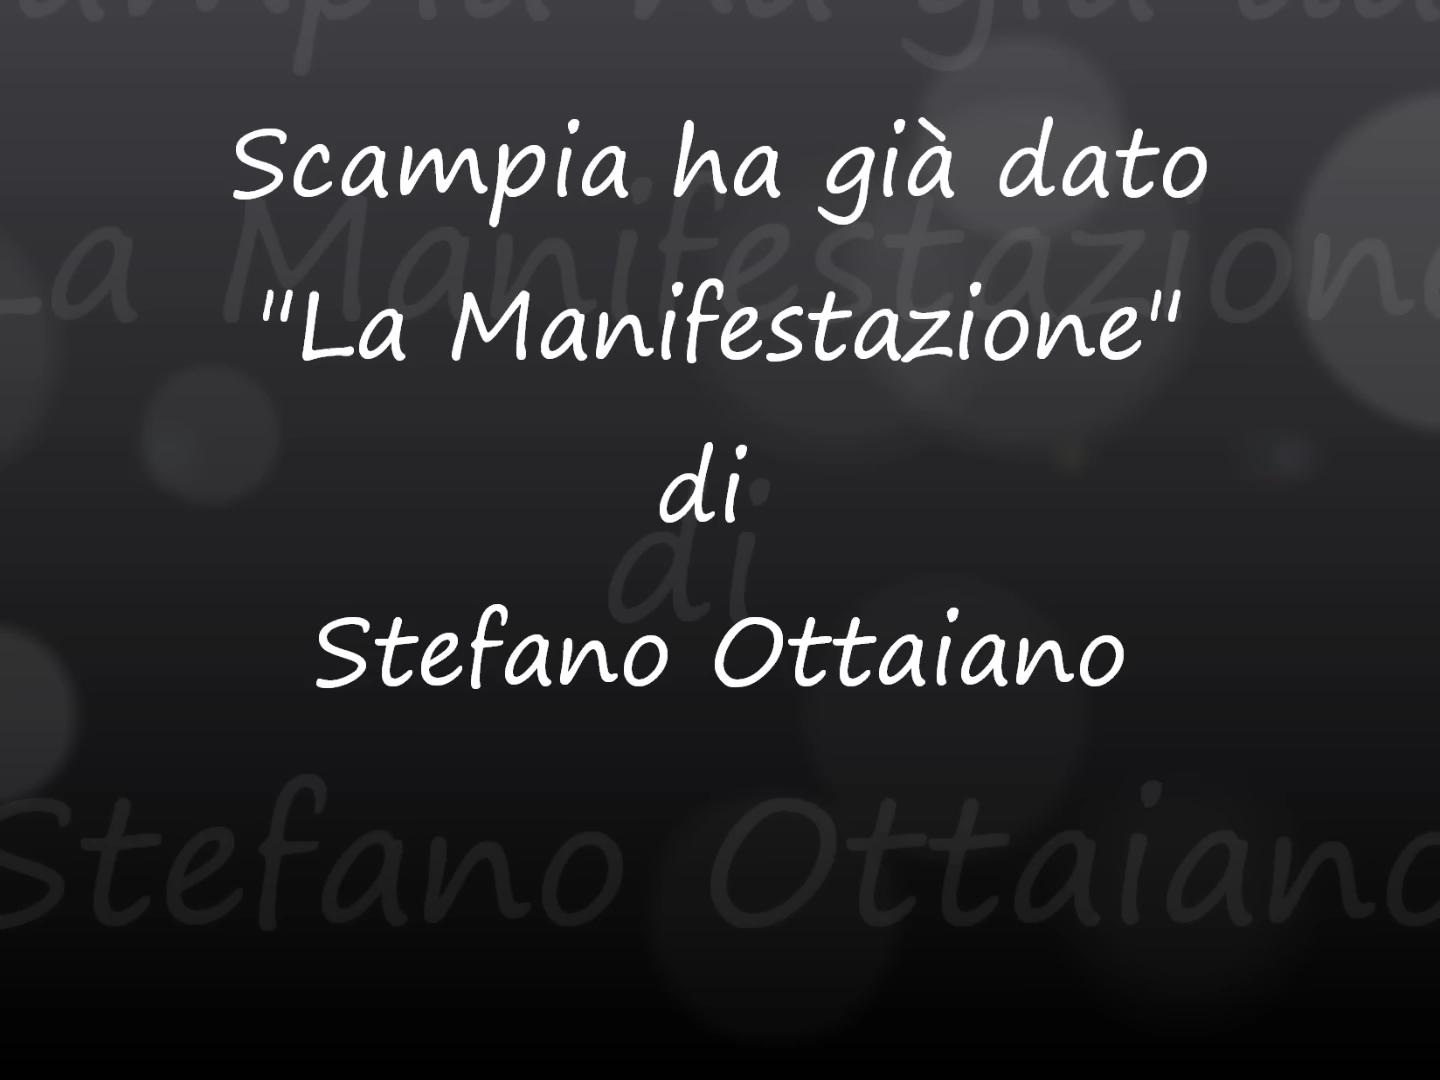 Scampia ha già dato
"La Manifestazione"
di
Stefano Ottaiano